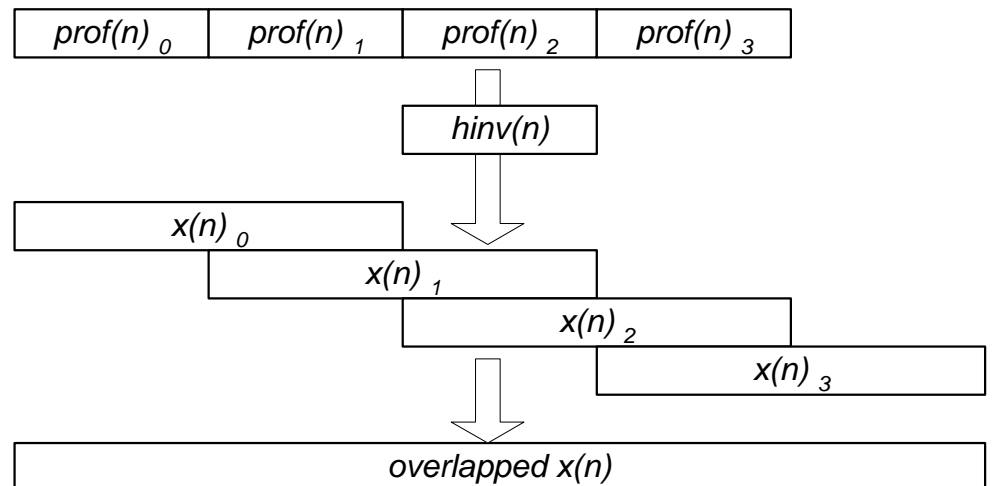 prof(n) 0 prof(n) 1 prof(n) 2 prof(n) 3
hinv(n)
x(n) 0
x(n) 1
x(n) 2
x(n) 3
overlapped x(n)